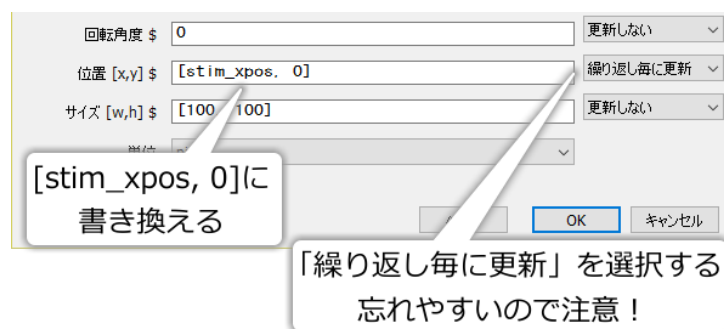 回転角度 $ 0 更新しない
位置 [x,y] $ [stim_xpos, 0] 繰り返し毎に更新
サイズ [w,h] $ [100, 100] 更新しない
[stim_xpos, 0]に
書き換える
OK キャンセル
「繰り返し毎に更新」を選択する
忘れやすいので注意！